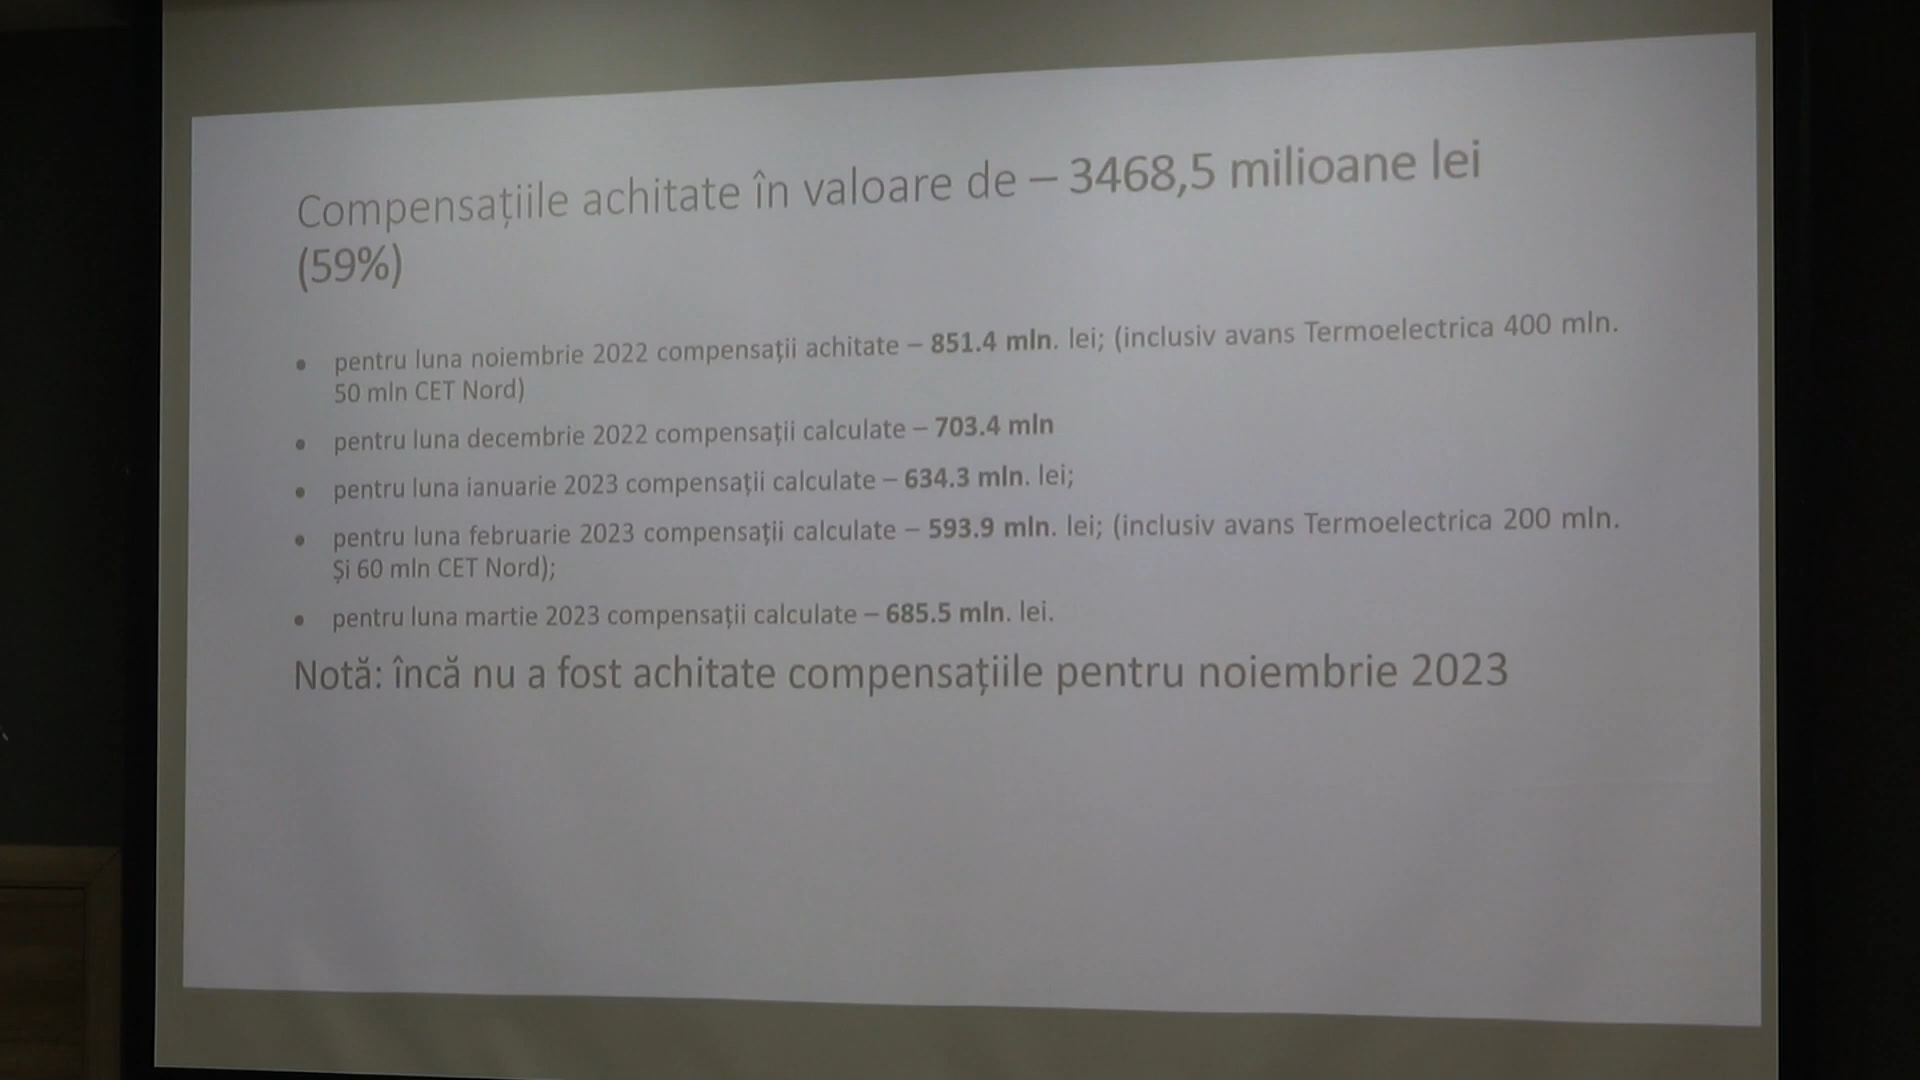 Compensațiile achitate în valoare de – 3468,5 milioane lei
(59%)
• pentru luna noiembrie 2022 compensații achitate – 851.4 mln. lei; (inclusiv avans Termoelectrica 400 mln.
50 mln CET Nord)
• pentru luna decembrie 2022 compensații calculate – 703.4 mln
• pentru luna ianuarie 2023 compensații calculate – 634.3 mln. lei;
• pentru luna februarie 2023 compensații calculate – 593.9 mln. lei; (inclusiv avans Termoelectrica 200 mln.
Și 60 mln CET Nord);
• pentru luna martie 2023 compensații calculate – 685.5 mln. lei.
Notă: încă nu a fost achitate compensațiile pentru noiembrie 2023